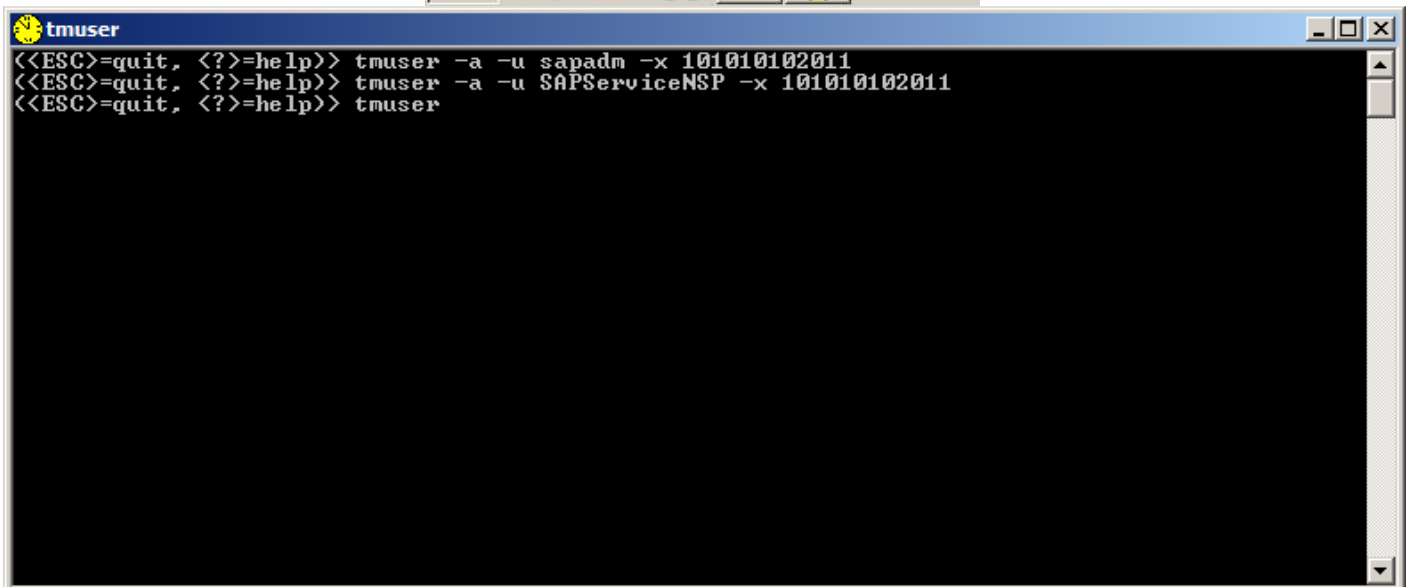 tmuser
(<ESC>=quit, <?>=help)> tmuser -a -u sapadm -x 101010102011
(<ESC>=quit, <?>=help)> tmuser -a -u SAPServiceNSP -x 101010102011
(<ESC>=quit, <?>=help)> tmuser